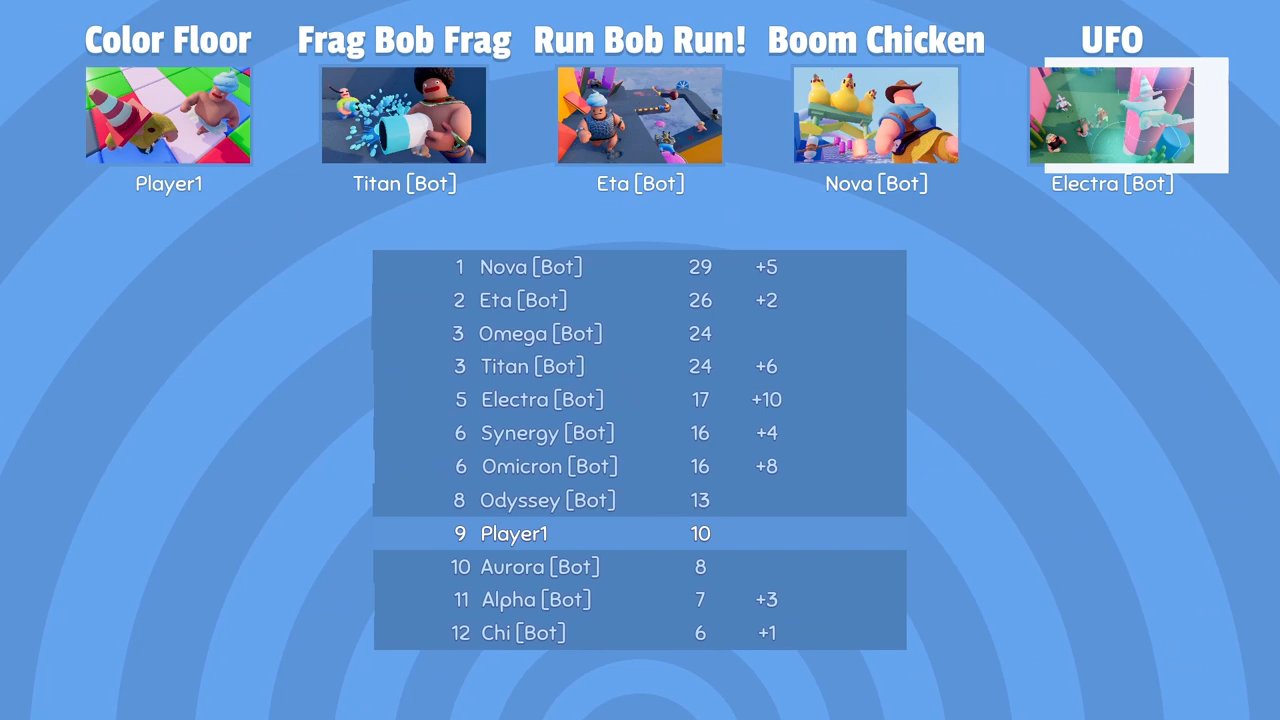 Color Floor Frag Bob Frag Run Bob Run! Boom Chicken UFO
Player1 Titan [Bot] Eta [Bot] Nova [Bot] Electra [Bot]
1 Nova [Bot] 29 +5
2 Eta [Bot] 26 +2
3 Omega [Bot] 24
3 Titan [Bot] 24 +6
5 Electra [Bot] 17 +10
6 Synergy [Bot] 16 +4
6 Omicron [Bot] 16 +8
8 Odyssey [Bot] 13
9 Player1 10
10 Aurora [Bot] 8
11 Alpha [Bot] 7 +3
12 Chi [Bot] 6 +1